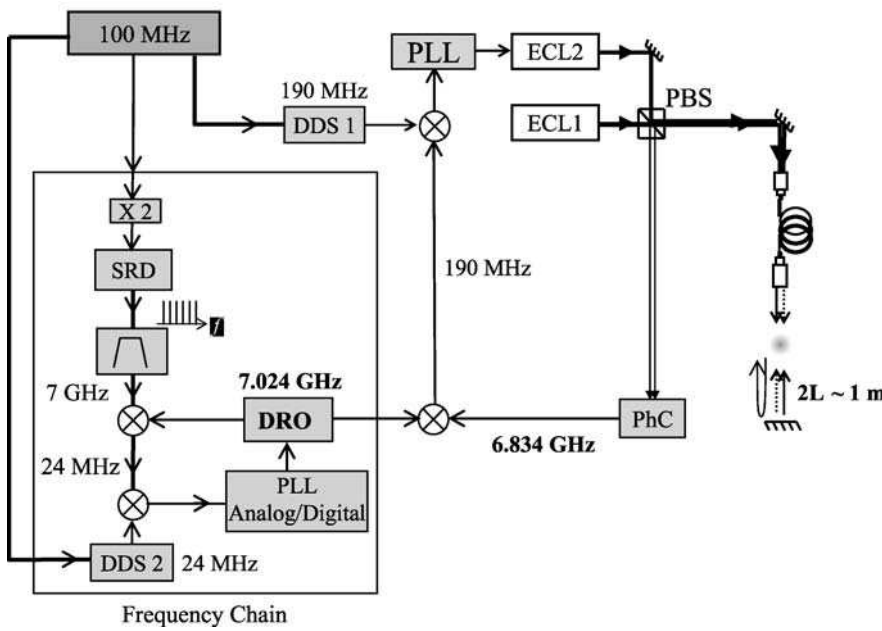 100 MHz
PLL
ECL2
PBS
190 MHz
DDS 1
ECL1
X 2
SRD
190 MHz
f
7 GHz
7.024 GHz
DRO
PhC
2L ~ 1 m
6.834 GHz
24 MHz
PLL
Analog/Digital
DDS 2
24 MHz
Frequency Chain